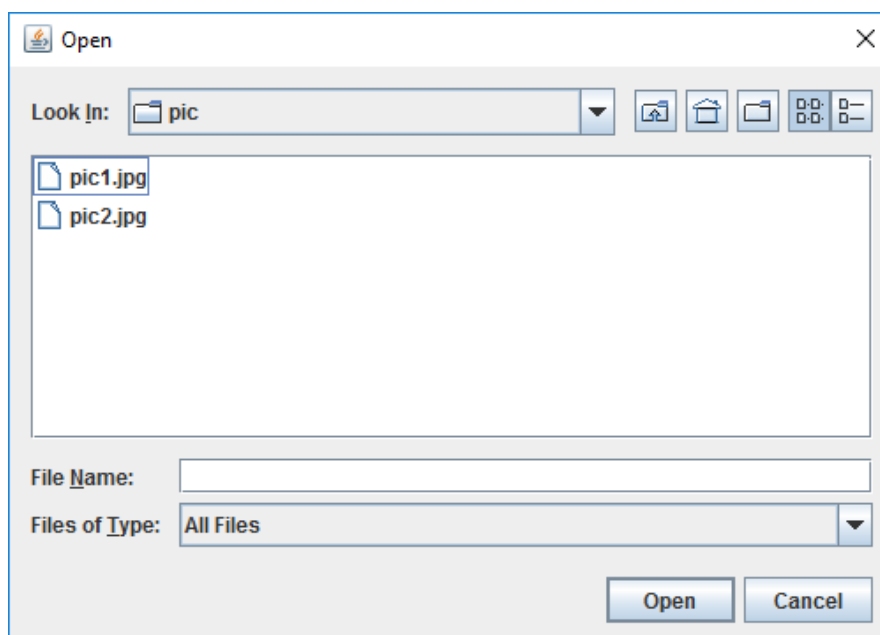 Open
Look In: pic
pic1.jpg
pic2.jpg
File Name:
Files of Type: All Files
Open Cancel